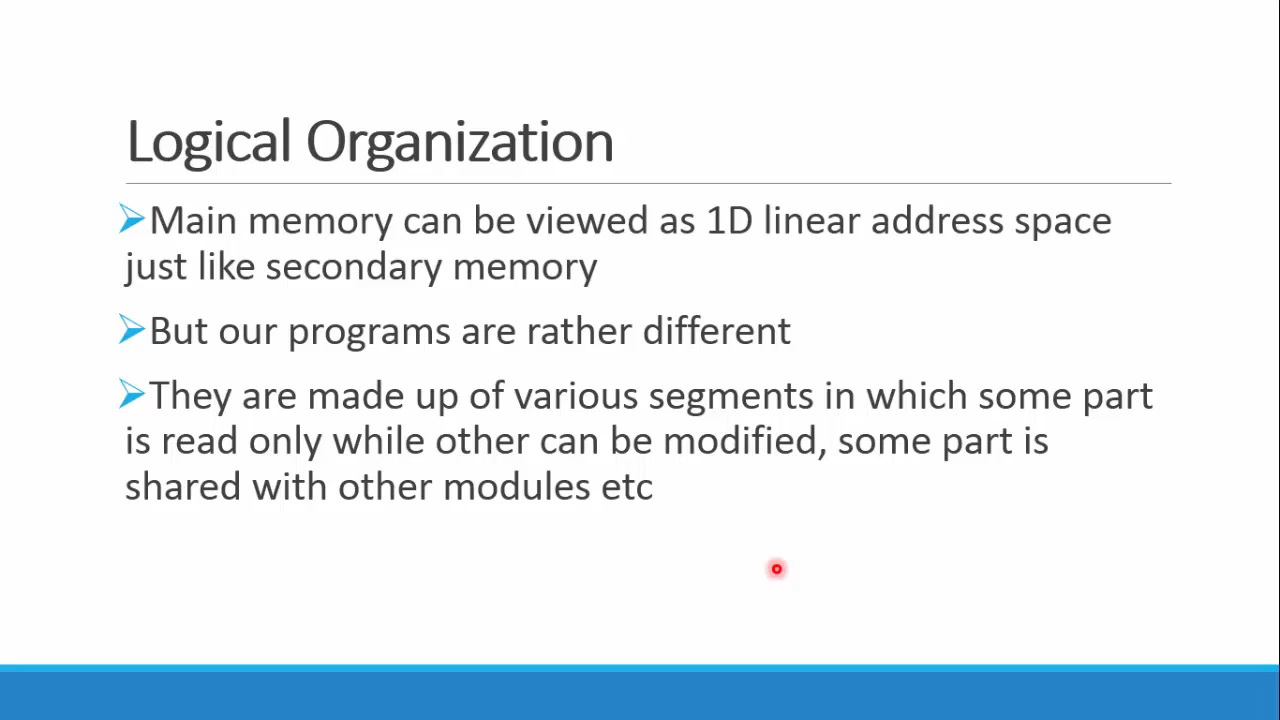 Logical Organization
Main memory can be viewed as 1D linear address space
just like secondary memory
But our programs are rather different
They are made up of various segments in which some part
is read only while other can be modified, some part is
shared with other modules etc